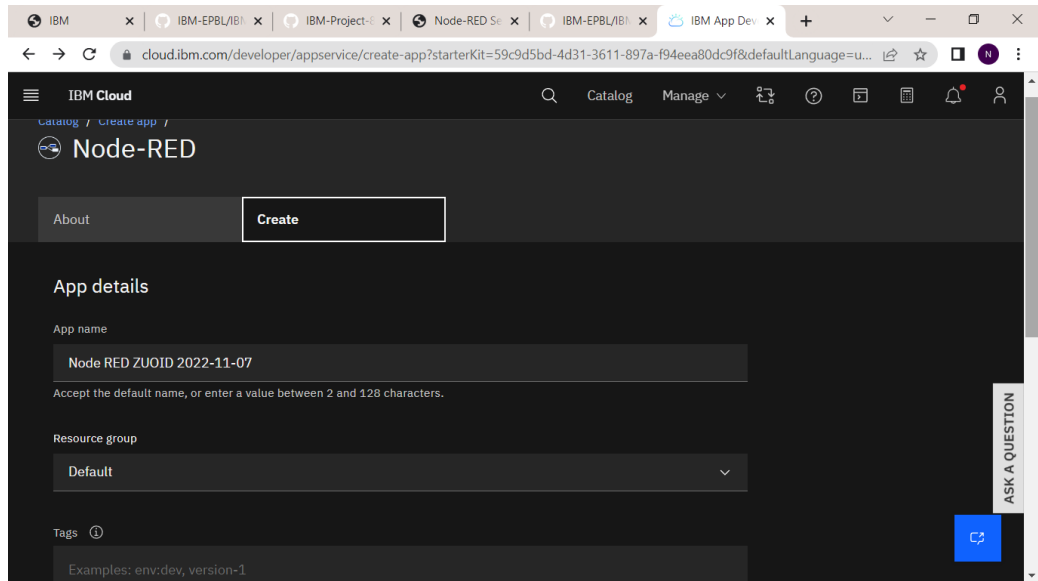 IBM
IBM-EPBL/IBM
IBM-Project-8
Node-RED Se
IBM-EPBL/IBM
IBM App Dev
cloud.ibm.com/developer/appservice/create-app?starterKit=59c9d5bd-4d31-3611-897a-f94eea80dc9f&defaultLanguage=u...
N
IBM Cloud
Catalog
Manage
Catalog / Create app /
Node-RED
About
Create
App details
App name
Node RED ZUOID 2022-11-07
Accept the default name, or enter a value between 2 and 128 characters.
Resource group
Default
Tags
Examples: env:dev, version-1
ASK A QUESTION